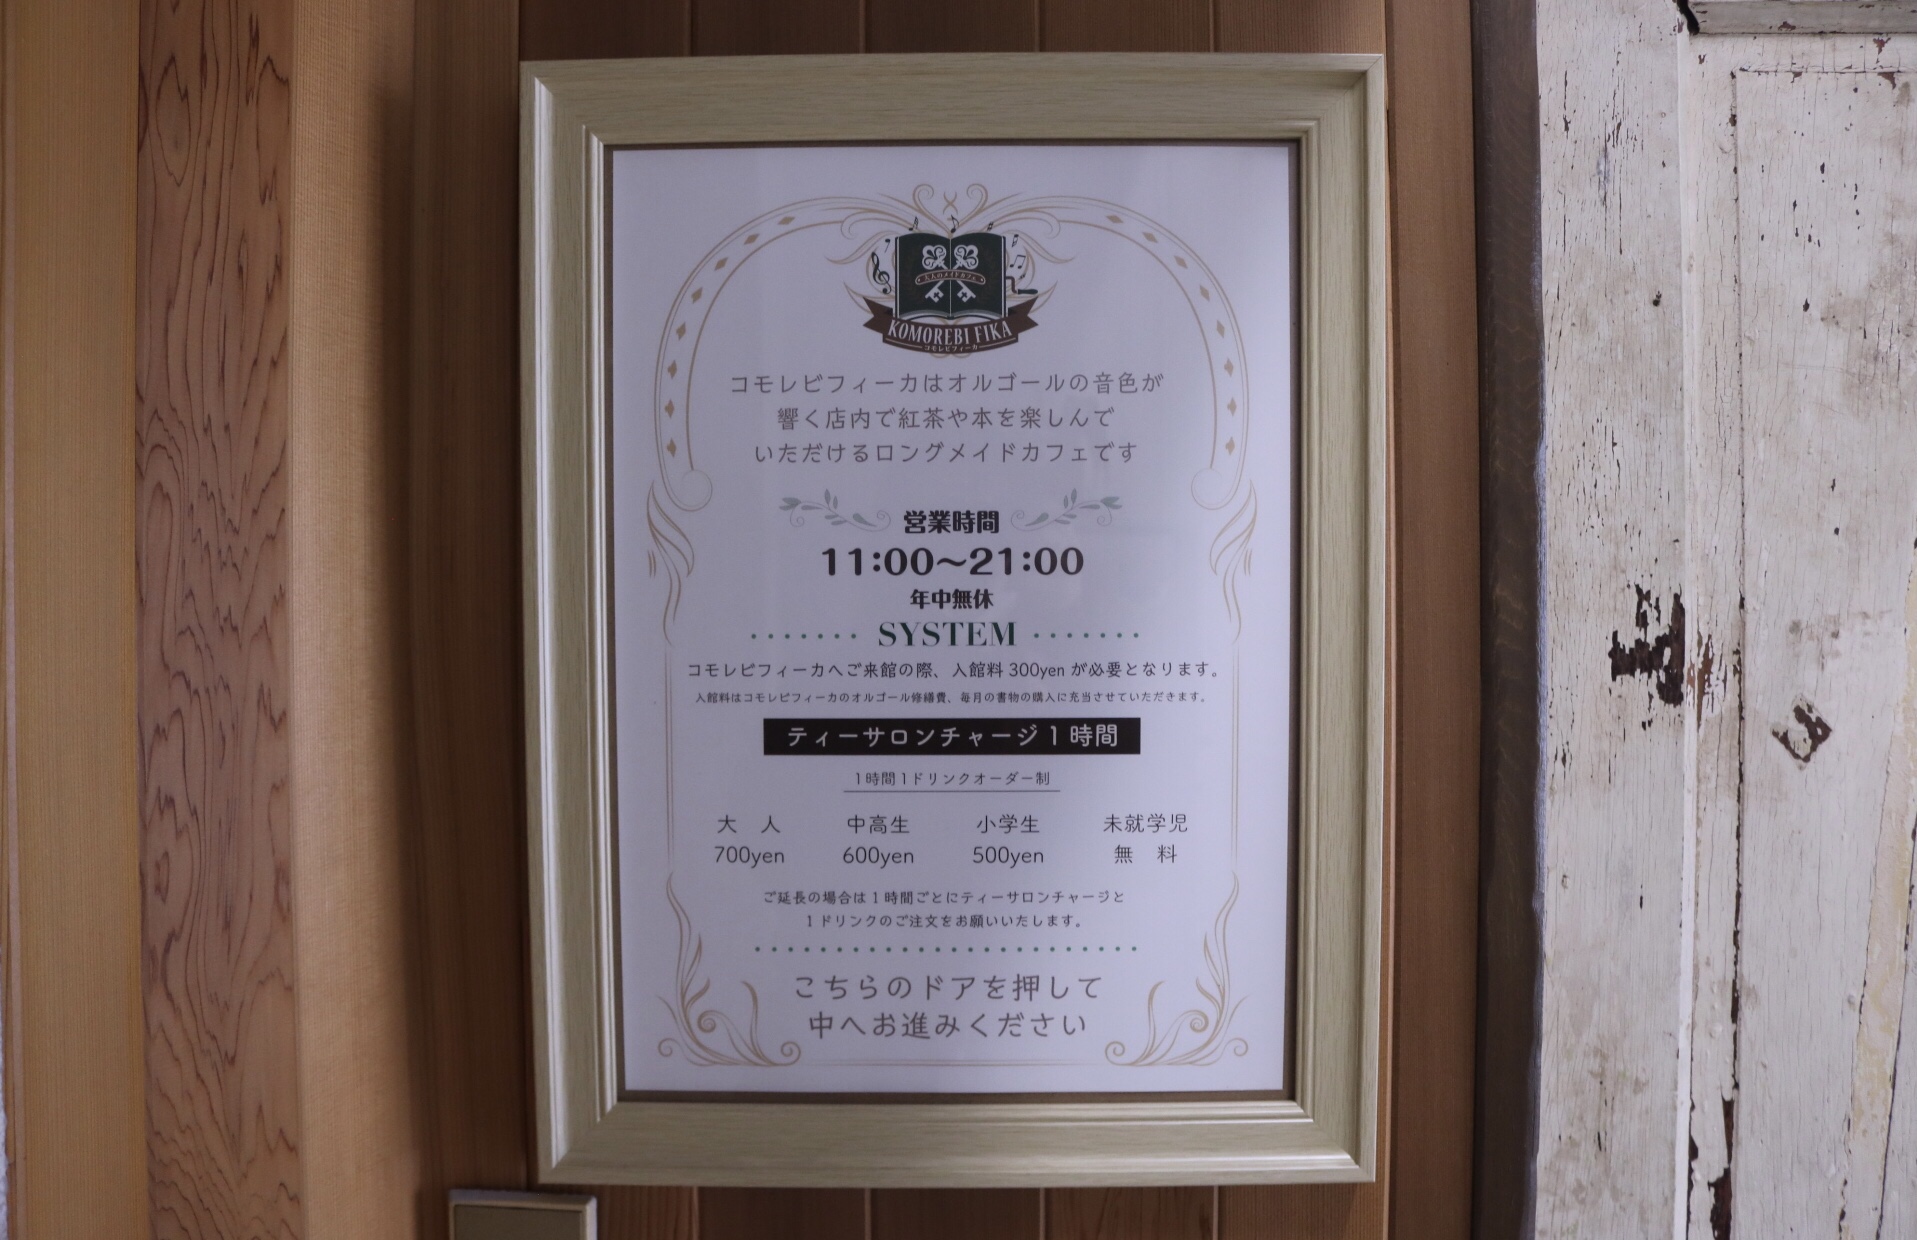 大人のメイドカフェ
KOMOREBI FIKA
コモレビフィーカ
コモレビフィーカはオルゴールの音色が
響く店内で紅茶や本を楽しんで
いただけるロングメイドカフェです
営業時間
11:00〜21:00
年中無休
SYSTEM
コモレビフィーカへご来館の際、入館料 300yen が必要となります。
入館料はコモレビフィーカのオルゴール修繕費、毎月の書物の購入に充当させていただきます。
ティーサロンチャージ 1 時間
1時間1ドリンクオーダー制
大 人 中高生 小学生 未就学児
700yen 600yen 500yen 無 料
ご延長の場合は 1 時間ごとにティーサロンチャージと
1ドリンクのご注文をお願いいたします。
こちらのドアを押して
中へお進みください